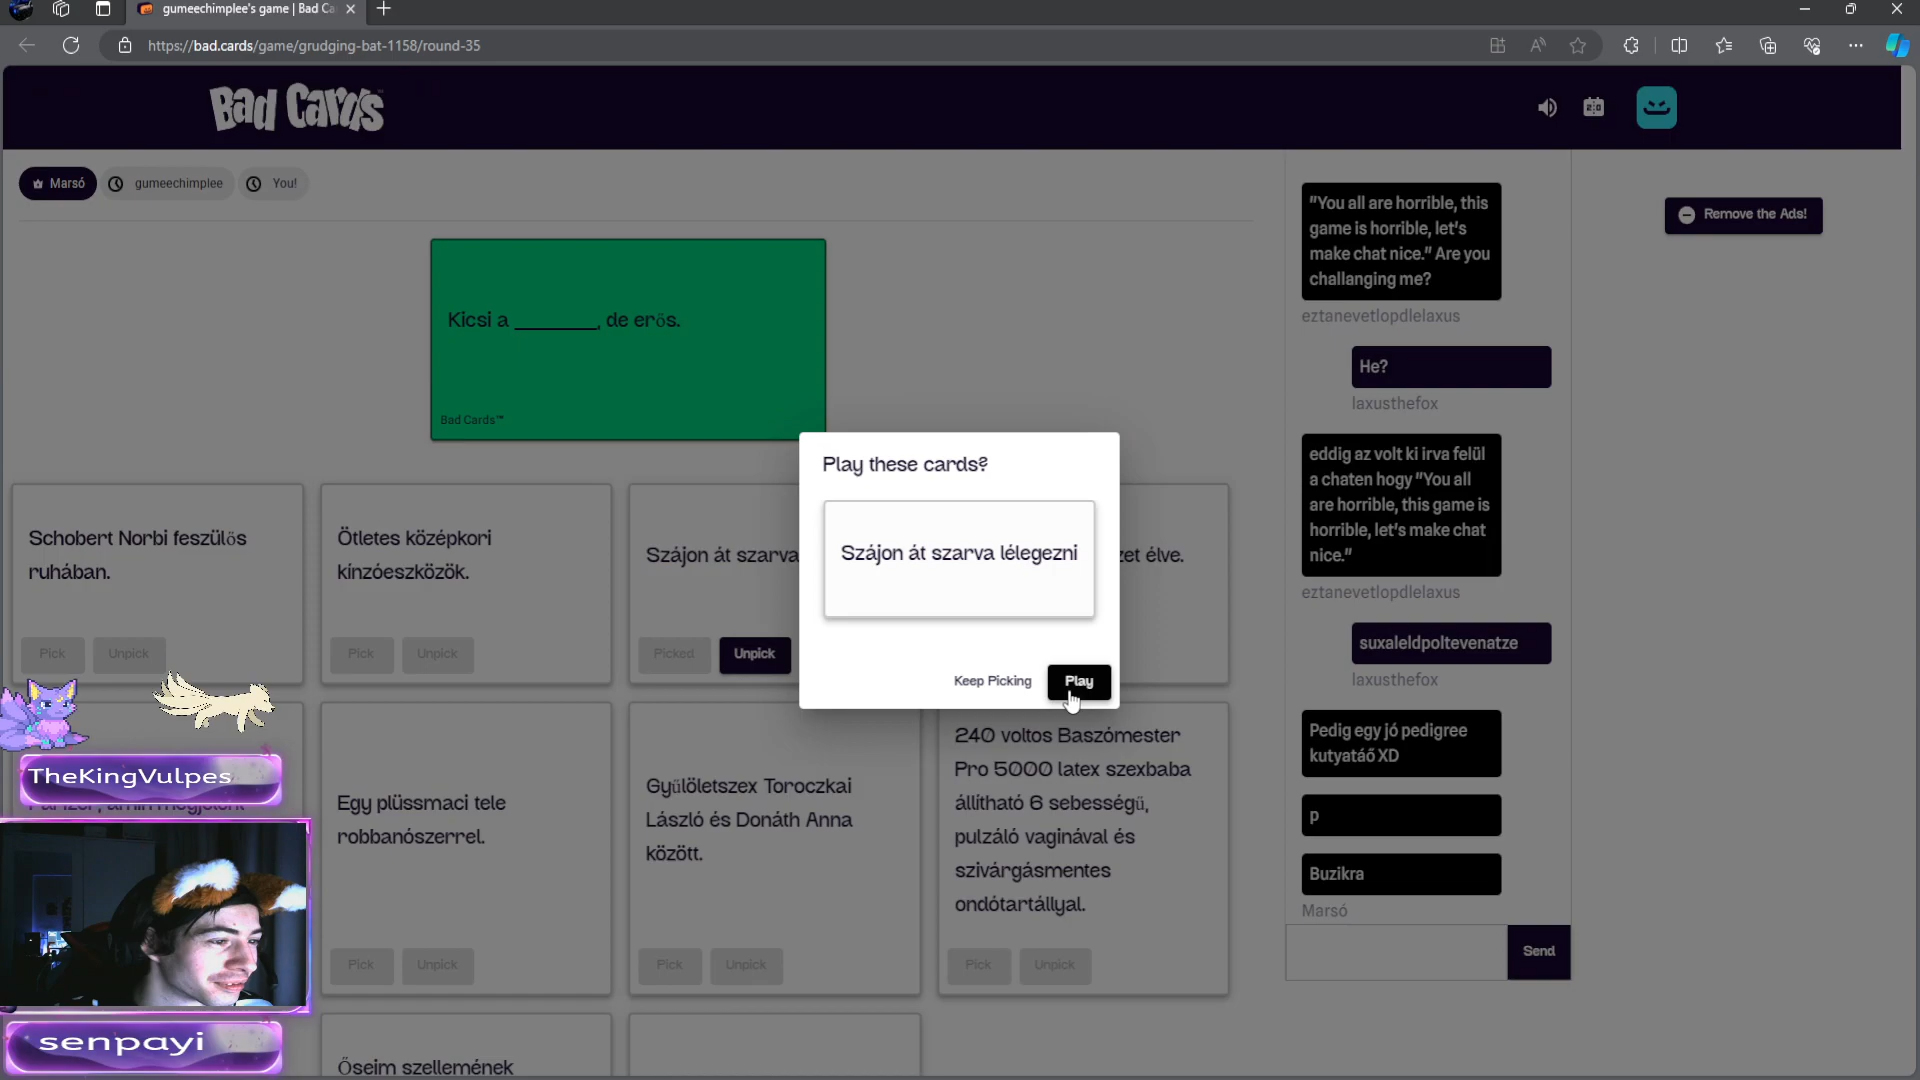 gumeechimplee's game | Bad Ca
https://bad.cards/game/grudging-bat-1158/round-35
Bad Cards
Marsó
gumeechimplee
You!
Remove the Ads!
Kicsi a ________, de erős.
Bad Cards™
Play these cards?
Szájon át szarva lélegezni
Keep Picking
Play
Schobert Norbi feszülős
ruhában.
Pick
Unpick
Ötletes középkori
kínzóeszközök.
Pick
Unpick
Szájon át szarva
Picked
Unpick
zet élve.
Egy plüssmaci tele
robbanószerrel.
Pick
Unpick
Gyűlöletszex Toroczkai
László és Donáth Anna
között.
Pick
Unpick
240 voltos Baszómester
Pro 5000 latex szexbaba
állítható 6 sebességű,
pulzáló vaginával és
szivárgásmentes
ondótartállyal.
Pick
Unpick
Őseim szellemének
"You all are horrible, this
game is horrible, let's
make chat nice." Are you
challanging me?
eztanevetlopdlelaxus
He?
laxusthefox
eddig az volt ki irva felül
a chaten hogy "You all
are horrible, this game is
horrible, let's make chat
nice."
eztanevetlopdlelaxus
suxaleldpoltevenatze
laxusthefox
Pedig egy jó pedigree
kutyatáő XD
p
Buzikra
Marsó
Send
TheKingVulpes
senpayi